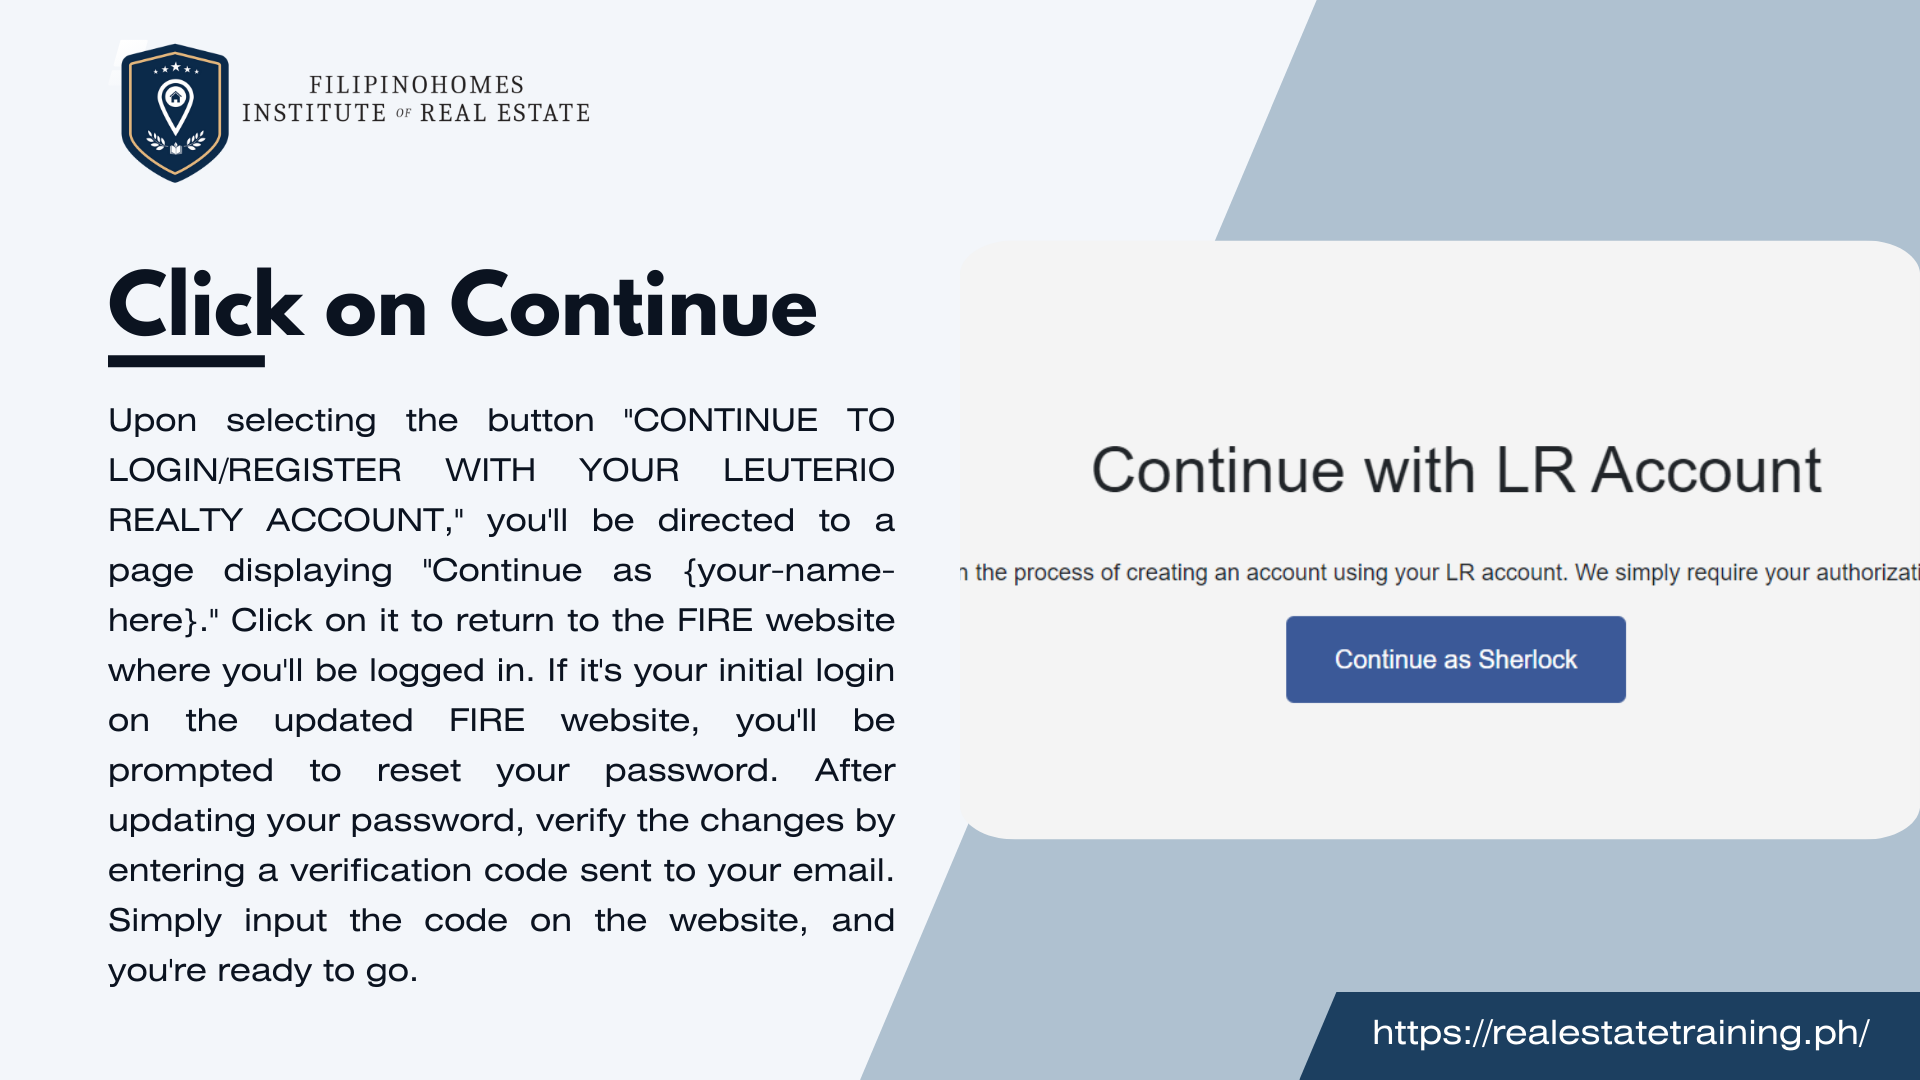 FILIPINOHOMES
INSTITUTE OF REAL ESTATE
Click on Continue
Upon selecting the button "CONTINUE TO
LOGIN/REGISTER WITH YOUR LEUTERIO
REALTY ACCOUNT," you'll be directed to a
page displaying "Continue as {your-name-
here}." Click on it to return to the FIRE website
where you'll be logged in. If it's your initial login
on the updated FIRE website, you'll be
prompted to reset your password. After
updating your password, verify the changes by
entering a verification code sent to your email.
Simply input the code on the website, and
you're ready to go.
Continue with LR Account
the process of creating an account using your LR account. We simply require your
Continue as Sherlock
https://realestatetraining.ph/